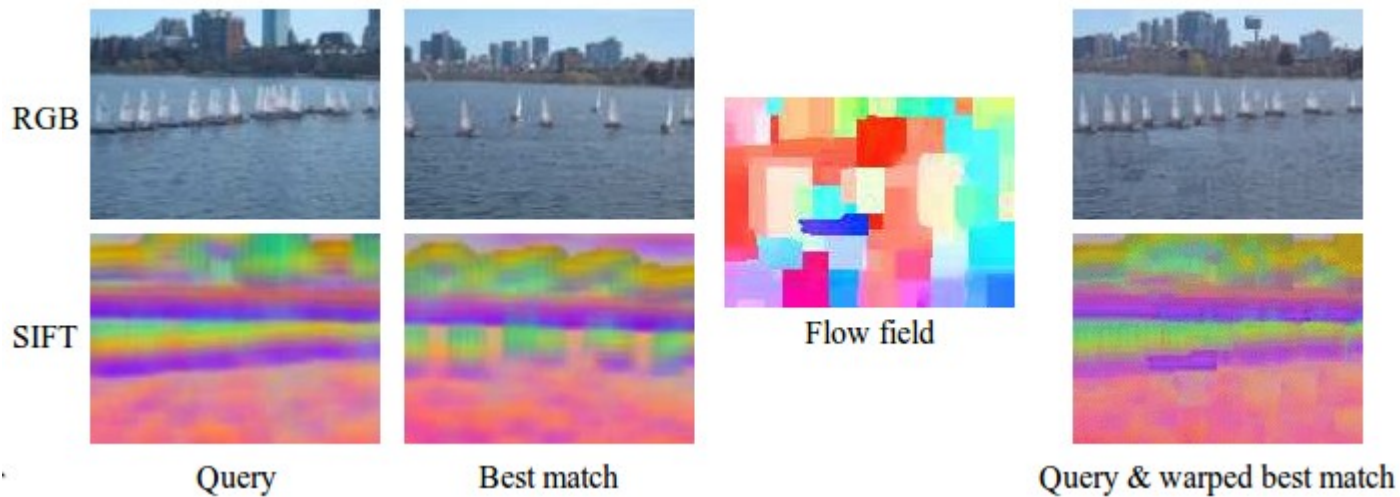 RGB
SIFT
Flow field
Query
Best match
Query & warped best match